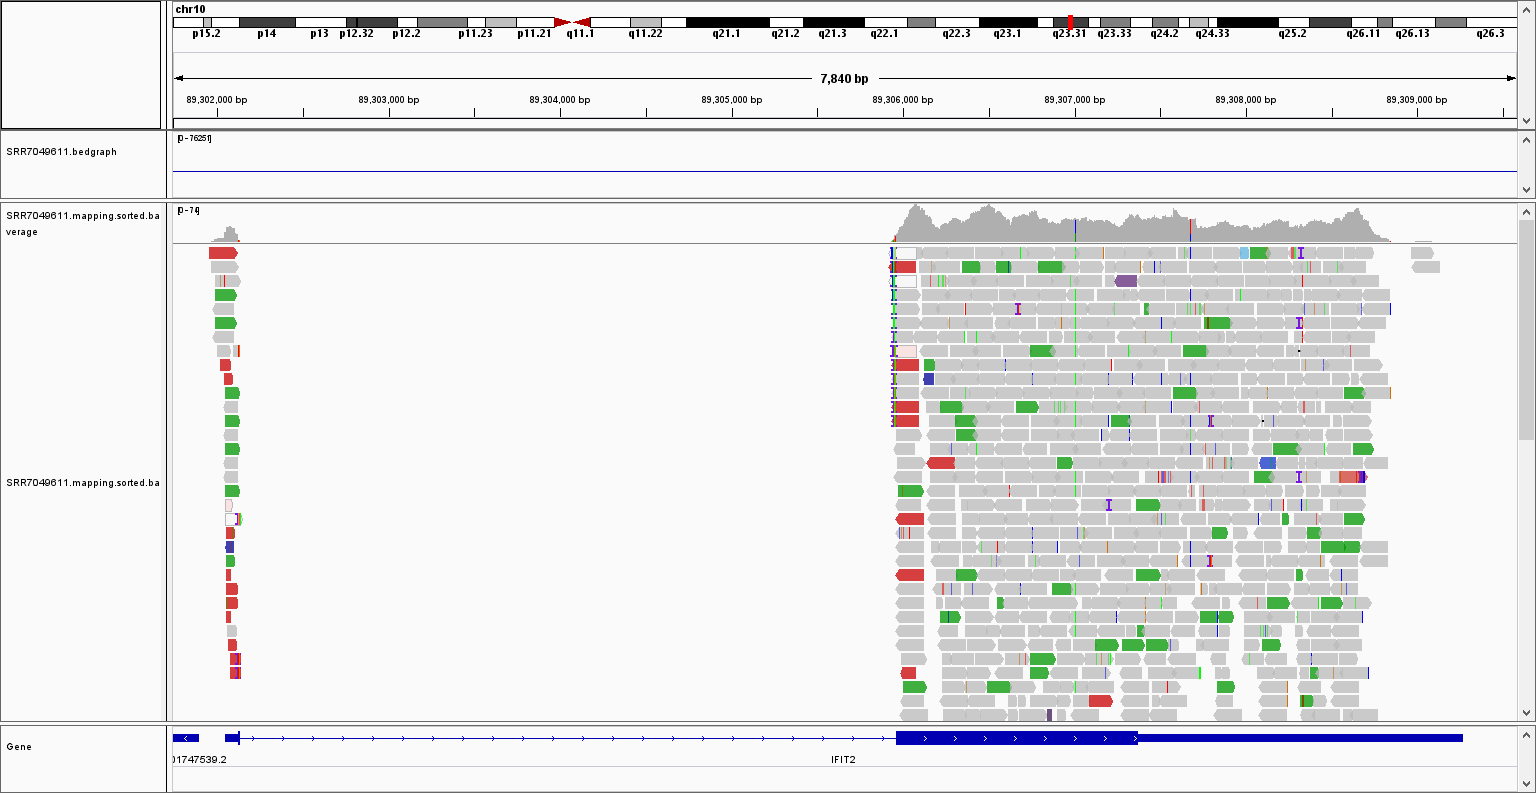 chr10
p15.2 p14 p13 p12.32 p12.2 p11.23 p11.21 q11.1 q11.22 q21.1 q21.2 q21.3 q22.1 q22.3 q23.1 q23.31 q23.33 q24.2 q24.33 q25.2 q26.11 q26.13 q26.3
7,840 bp
89,302,000 bp 89,303,000 bp 89,304,000 bp 89,305,000 bp 89,306,000 bp 89,307,000 bp 89,308,000 bp 89,309,000 bp
[0 - 76251]
SRR7049611.bedgraph
[0 - 74]
SRR7049611.mapping.sorted.ba
verage
SRR7049611.mapping.sorted.ba
Gene
01747539.2 IFIT2